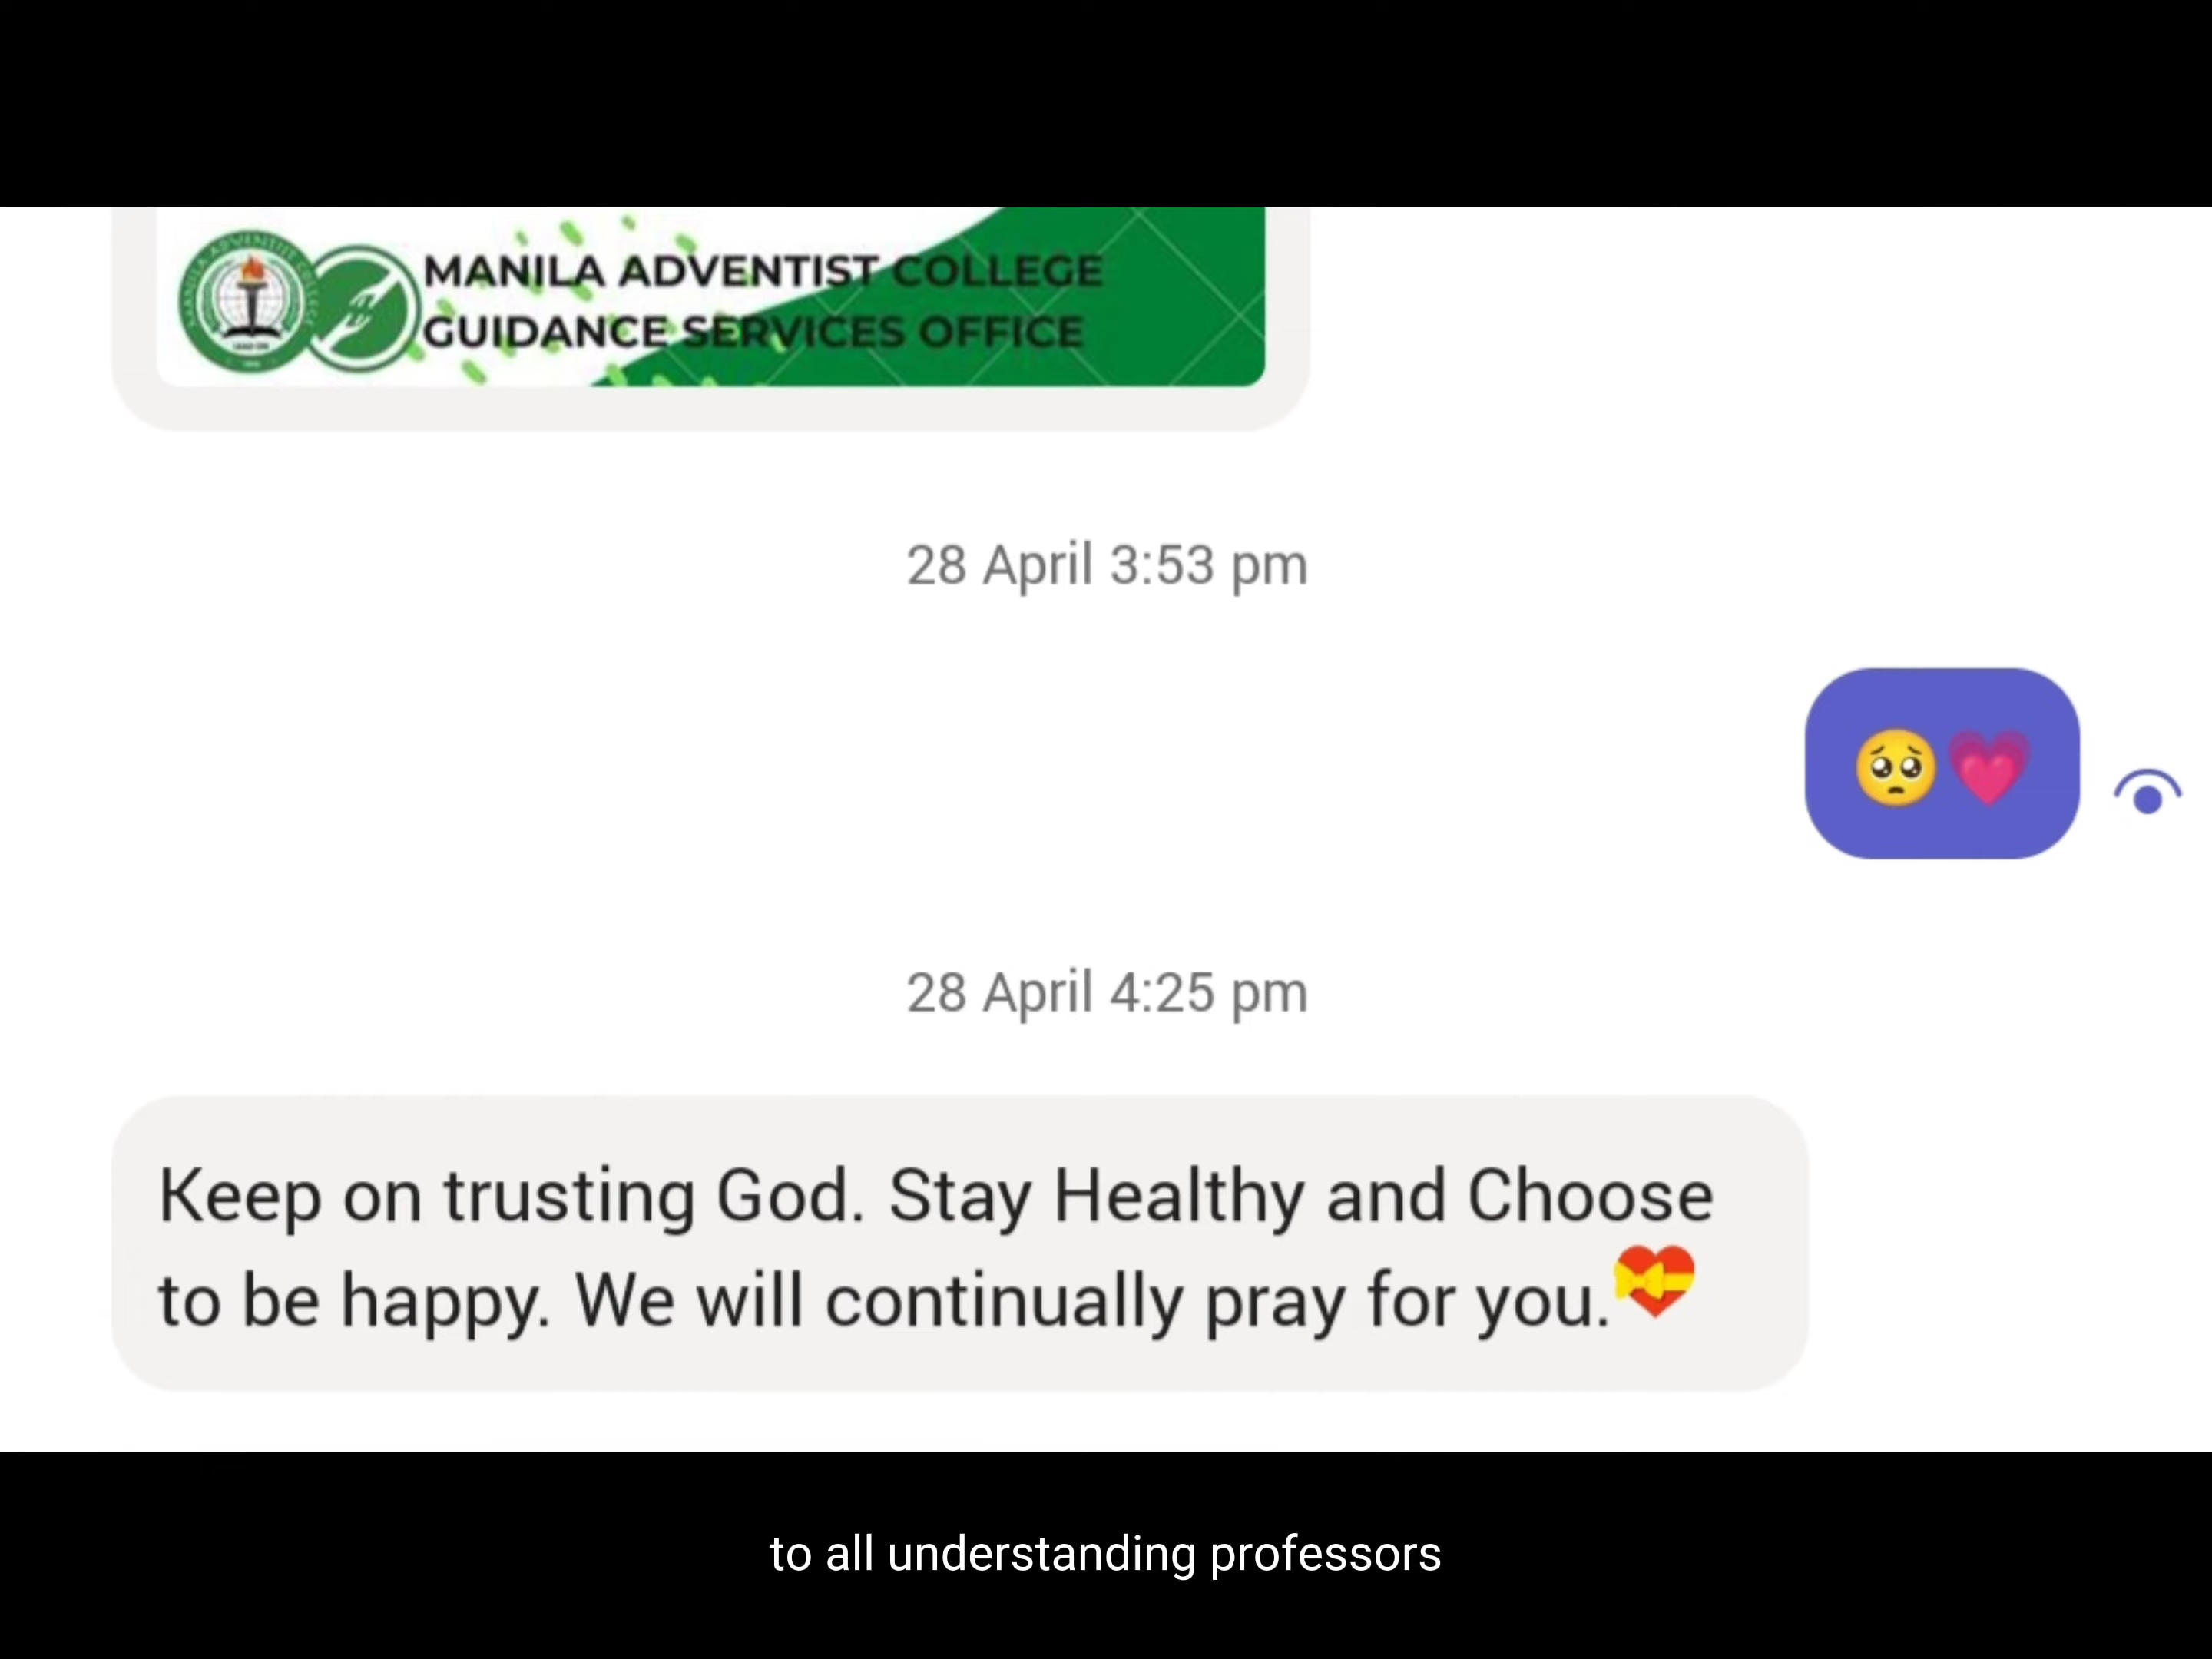 MANILA ADVENTIST COLLEGE
GUIDANCE SERVICES OFFICE
28 April 3:53 pm
🥺💗
28 April 4:25 pm
Keep on trusting God. Stay Healthy and Choose
to be happy. We will continually pray for you.💝
to all understanding professors